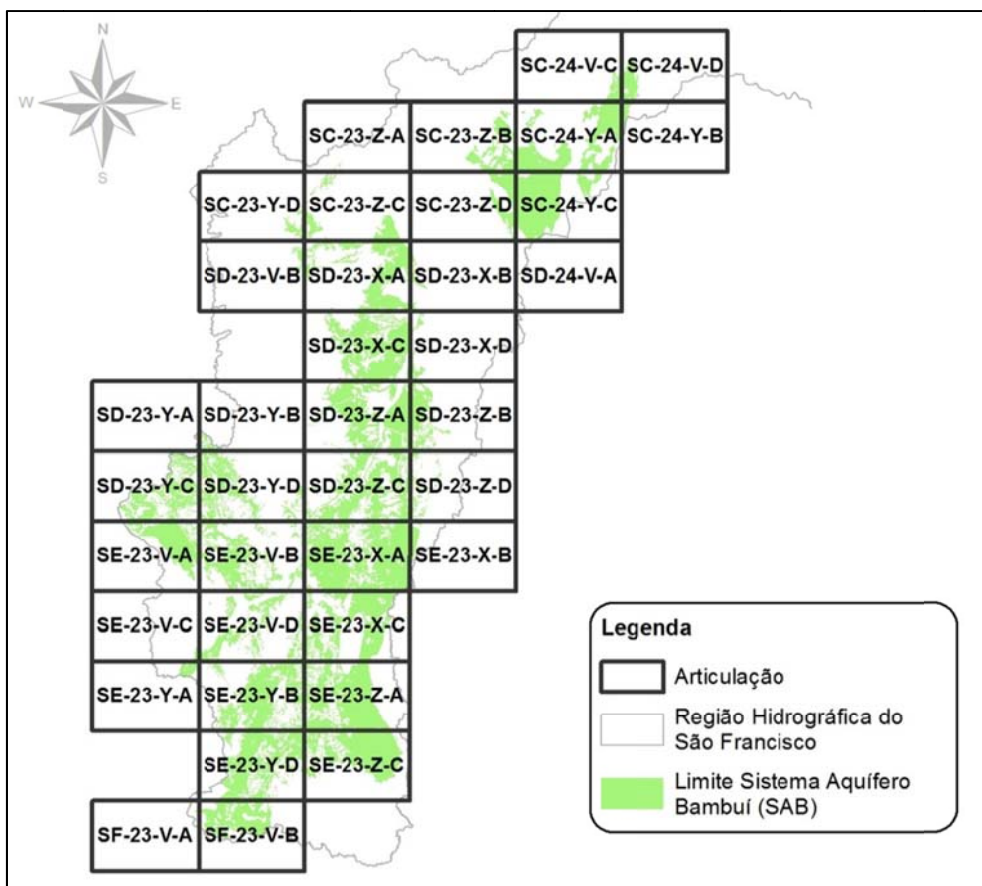 N
W E
S
SC-24-V-C SC-24-V-D
SC-23-Z-A SC-23-Z-B SC-24-Y-A SC-24-Y-B
SC-23-Y-D SC-23-Z-C SC-23-Z-D SC-24-Y-C
SD-23-V-B SD-23-X-A SD-23-X-B SD-24-V-A
SD-23-X-C SD-23-X-D
SD-23-Y-A SD-23-Y-B SD-23-Z-A SD-23-Z-B
SD-23-Y-C SD-23-Y-D SD-23-Z-C SD-23-Z-D
SE-23-V-A SE-23-V-B SE-23-X-A SE-23-X-B
SE-23-V-C SE-23-V-D SE-23-X-C
SE-23-Y-A SE-23-Y-B SE-23-Z-A
SE-23-Y-D SE-23-Z-C
SF-23-V-A SF-23-V-B
Legenda
Articulação
Região Hidrográfica do
São Francisco
Limite Sistema Aquífero
Bambuí (SAB)